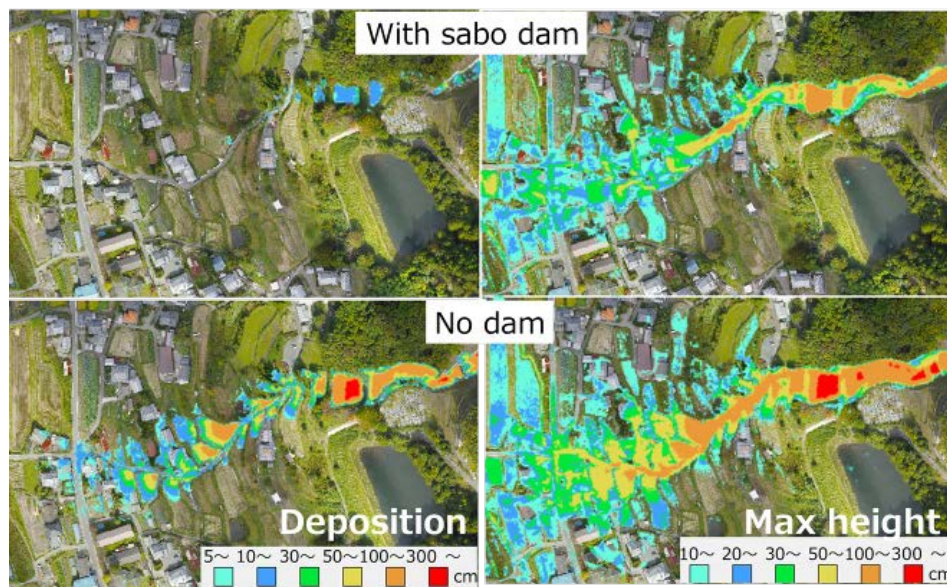 With sabo dam
No dam
Deposition
Max height
5～ 10～ 30～ 50～100～300 ～
cm
10～ 20～ 30～ 50～100～300 ～
cm